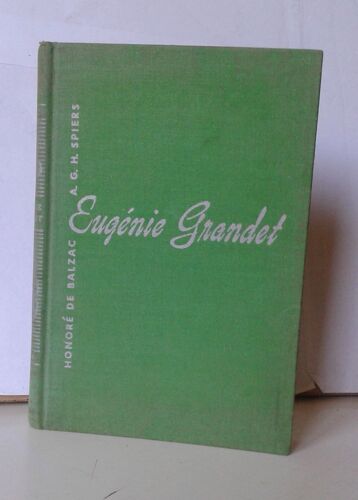 Eugénie Grandet
HONORÉ DE BALZAC A. G. H. SPIERS